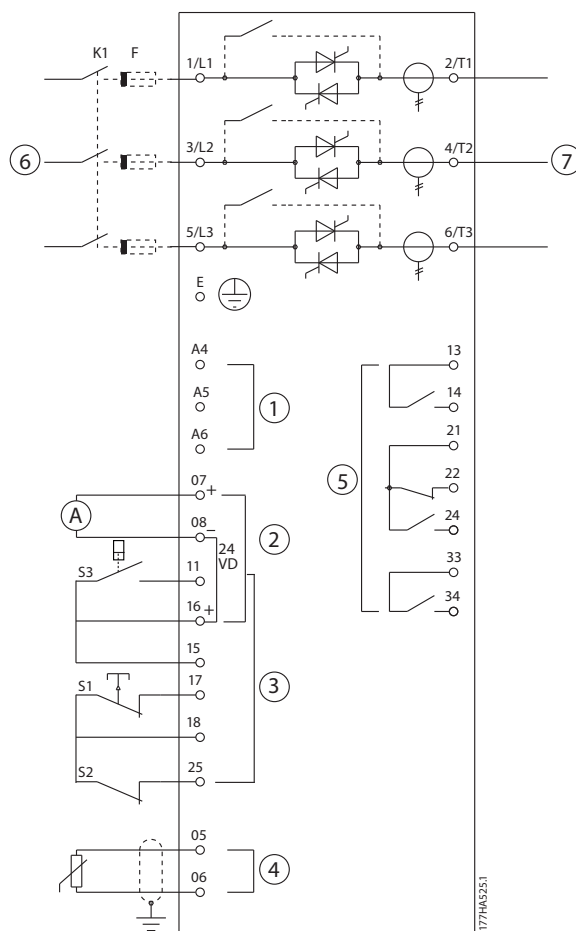 K1 F 1/L1 2/T1
6 3/L2 4/T2 7
5/L3 6/T3
E
A4 13
A5 1 14
A6 21
07 + 5 22
A 08 – 2 24
24
VD
S3 11 33
16 + 34
15
3
S1 17
18
S2 25
05
4
06
177HA525.1